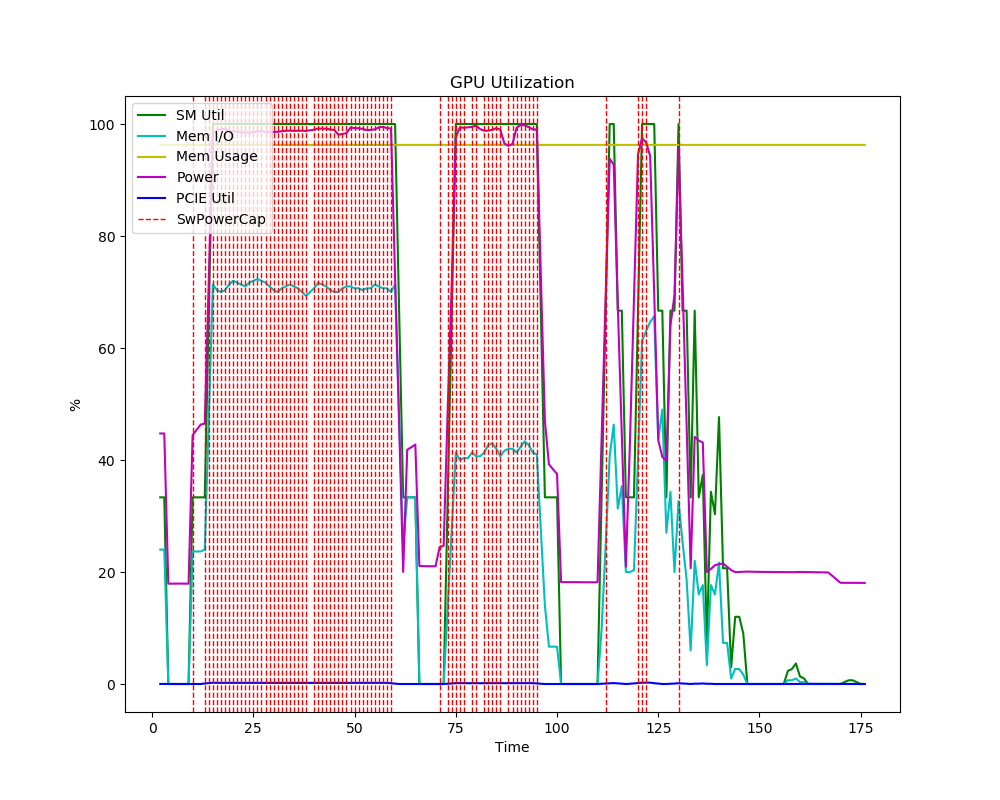 GPU Utilization
SM Util
Mem I/O
Mem Usage
Power
PCIE Util
SwPowerCap
100
80
60
40
20
0
%
0 25 50 75 100 125 150 175
Time